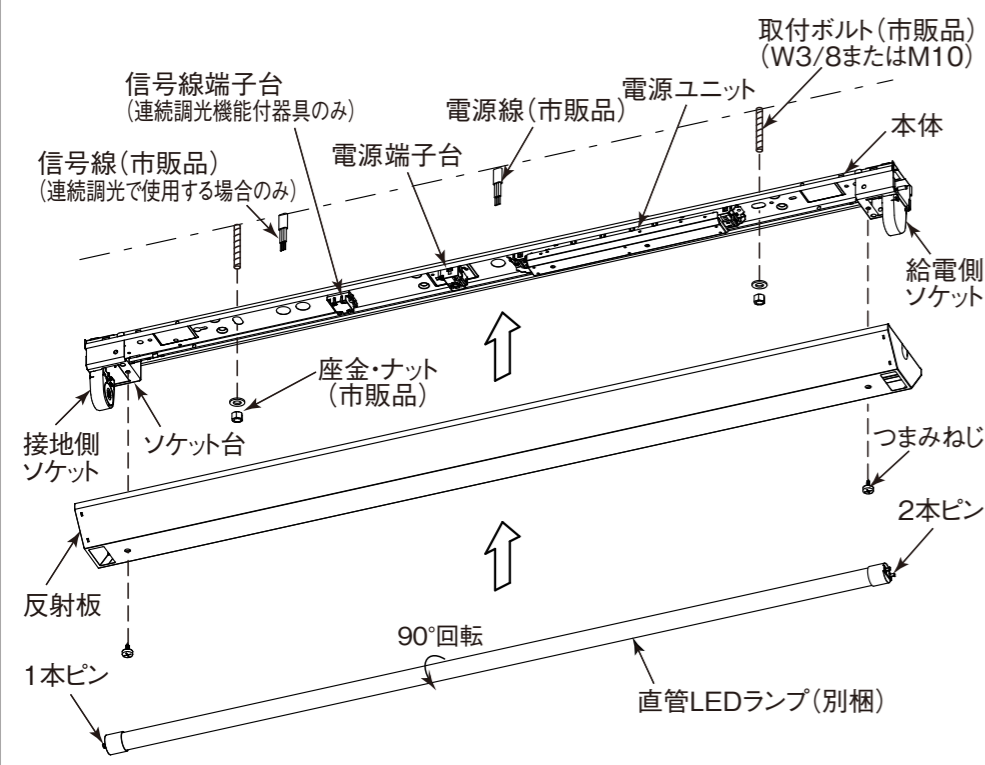 取付ボルト(市販品)
(W3/8またはM10)
信号線端子台
(連続調光機能付器具のみ)
電源ユニット
電源線(市販品)
本体
電源端子台
信号線(市販品)
(連続調光で使用する場合のみ)
給電側
ソケット
座金・ナット
(市販品)
接地側
ソケット
ソケット台
つまみねじ
2本ピン
反射板
90°回転
1本ピン
直管LEDランプ(別梱)